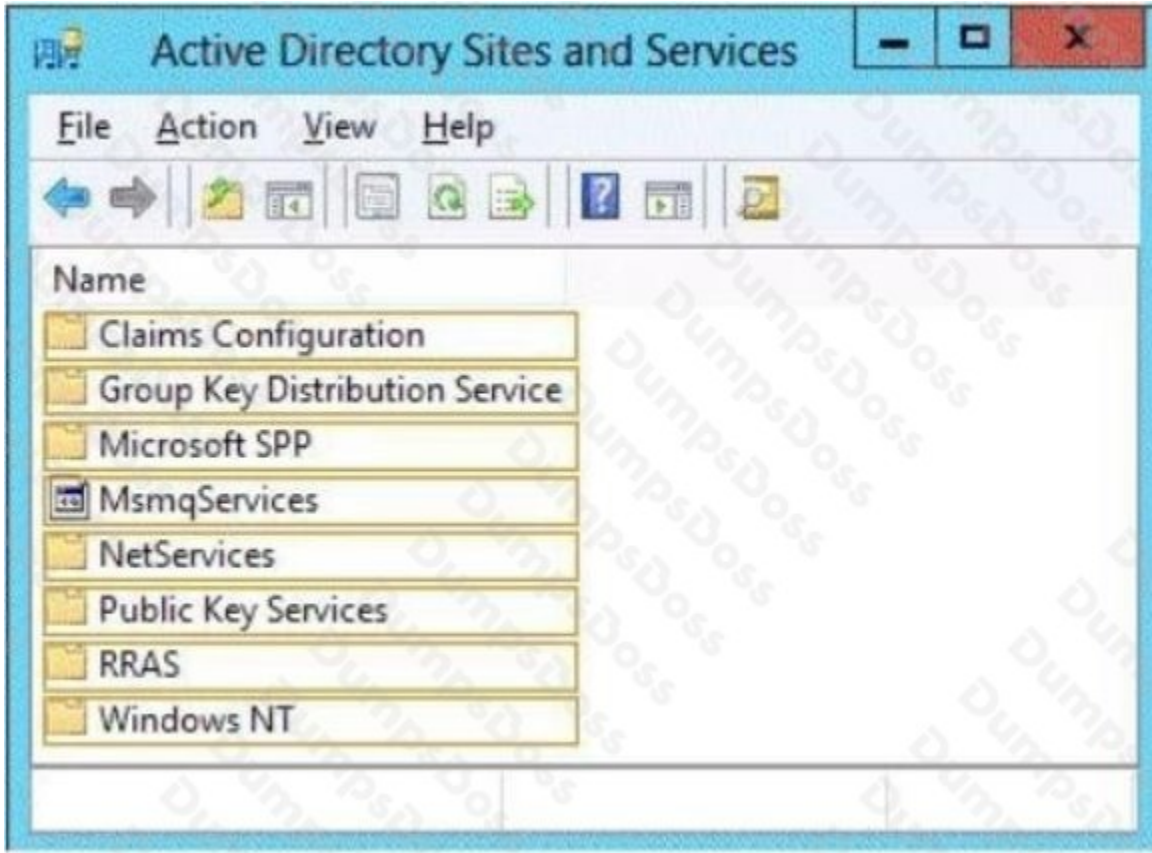 Active Directory Sites and Services
File Action View Help
Name
Claims Configuration
Group Key Distribution Service
Microsoft SPP
MsmqServices
NetServices
Public Key Services
RRAS
Windows NT
DumpsDoss